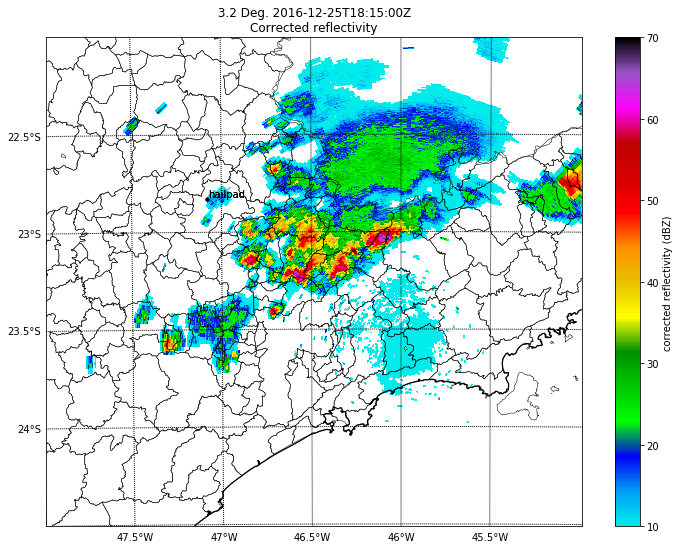 3.2 Deg. 2016-12-25T18:15:00Z
Corrected reflectivity
70
60
50
40
30
20
10
corrected reflectivity (dBZ)
22.5°S
23°S
23.5°S
24°S
hailpad
47.5°W
47°W
46.5°W
46°W
45.5°W